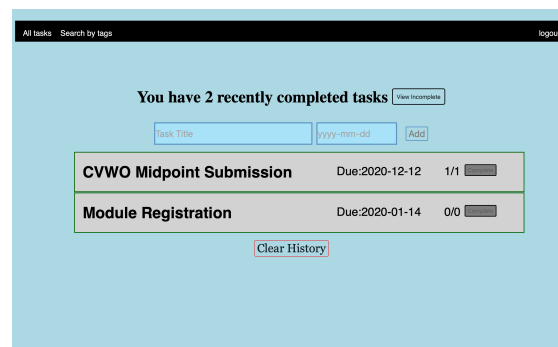 All tasks Search by tags logou
You have 2 recently completed tasks View Incomplete
Task Title yyyy-mm-dd Add
CVWO Midpoint Submission Due:2020-12-12 1/1 Complete
Module Registration Due:2020-01-14 0/0 Complete
Clear History